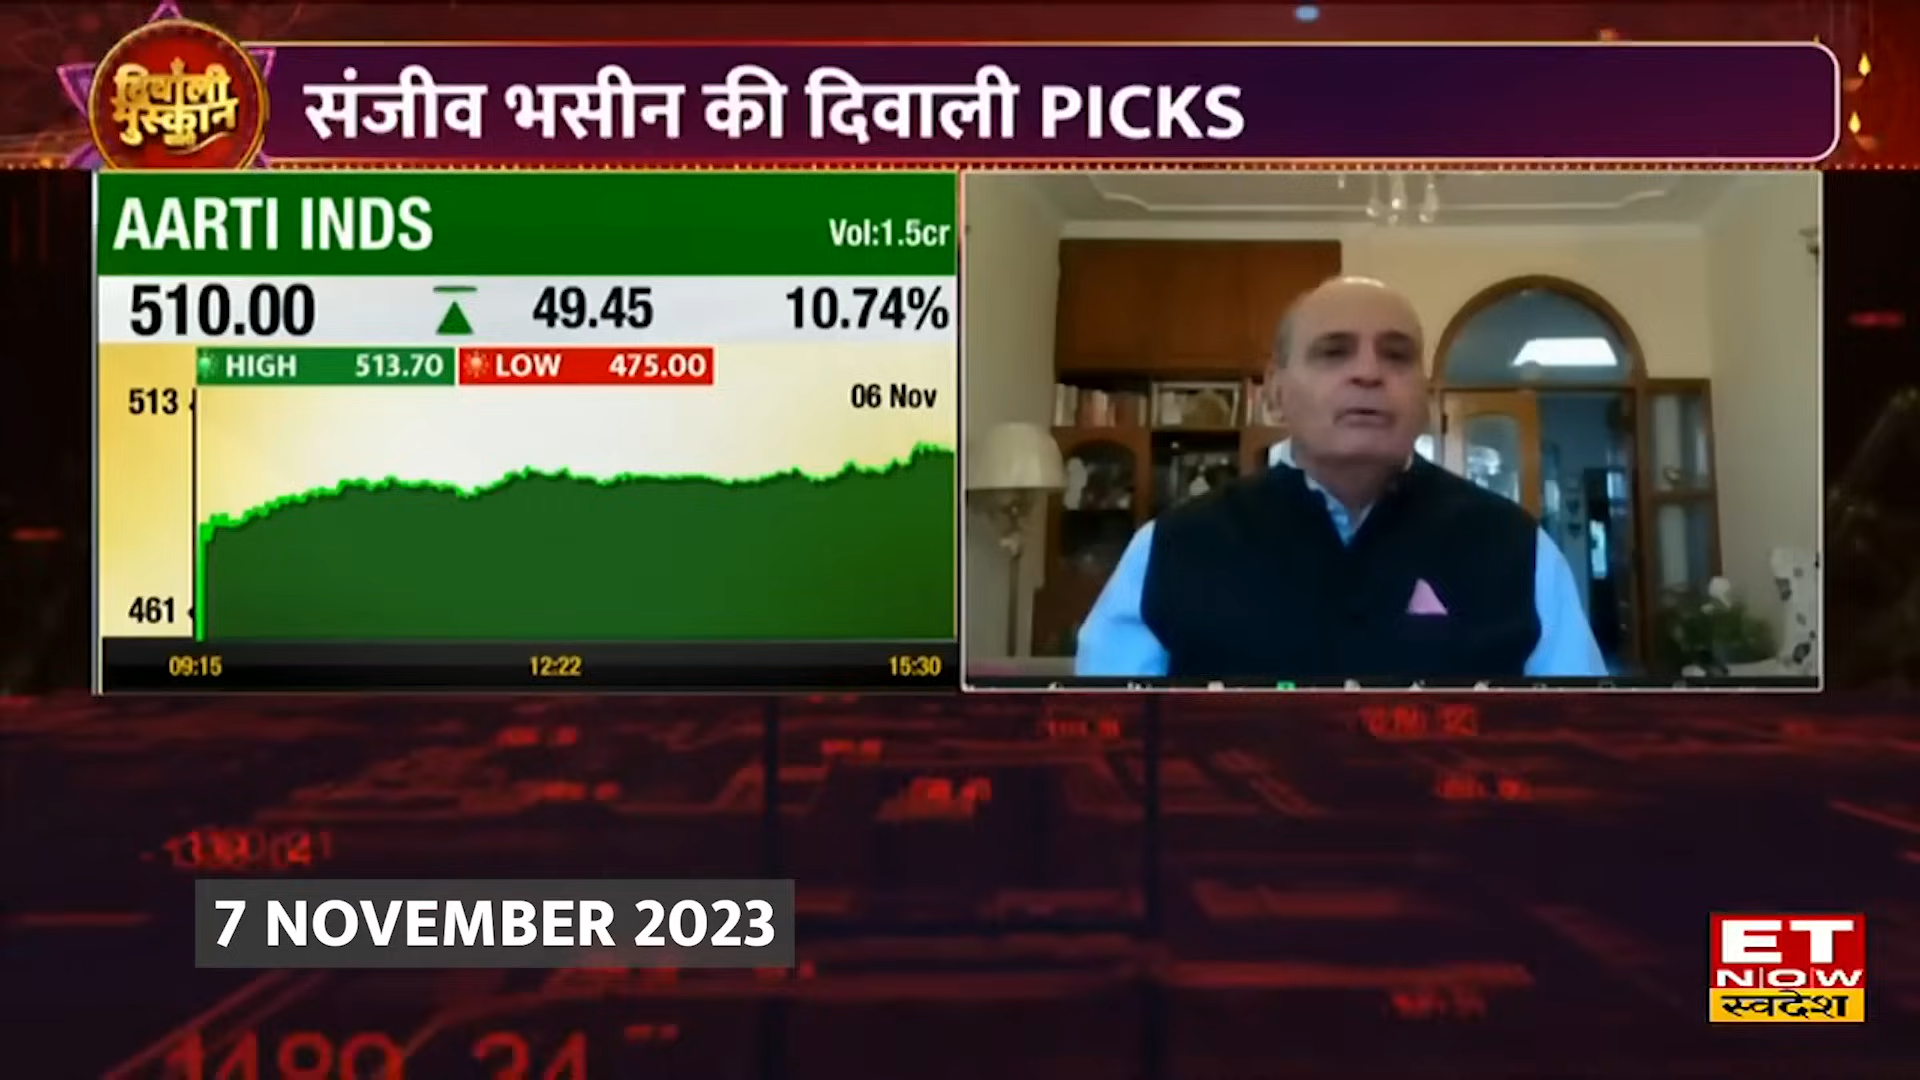 दिवाली
मुस्कान
संजीव भसीन की दिवाली PICKS
AARTI INDS
Vol:1.5cr
510.00 49.45 10.74%
HIGH 513.70 LOW 475.00
513
06 Nov
461
09:15 12:22 15:30
7 NOVEMBER 2023
ET
NOW
स्वदेश